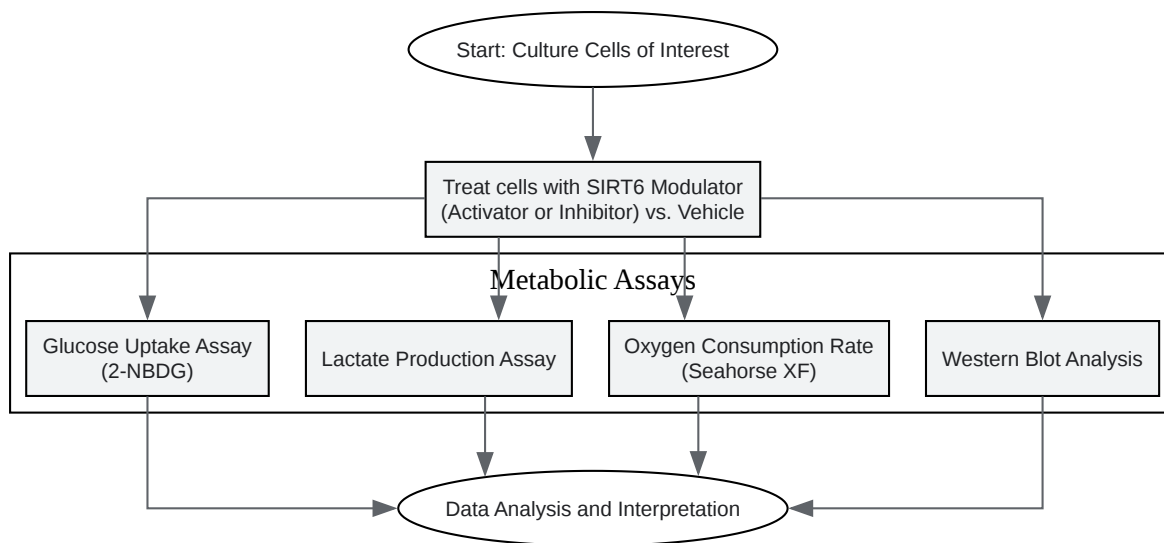 Start: Culture Cells of Interest
Treat cells with SIRT6 Modulator
(Activator or Inhibitor) vs. Vehicle
Metabolic Assays
Glucose Uptake Assay
(2-NBDG)
Lactate Production Assay
Oxygen Consumption Rate
(Seahorse XF)
Western Blot Analysis
Data Analysis and Interpretation